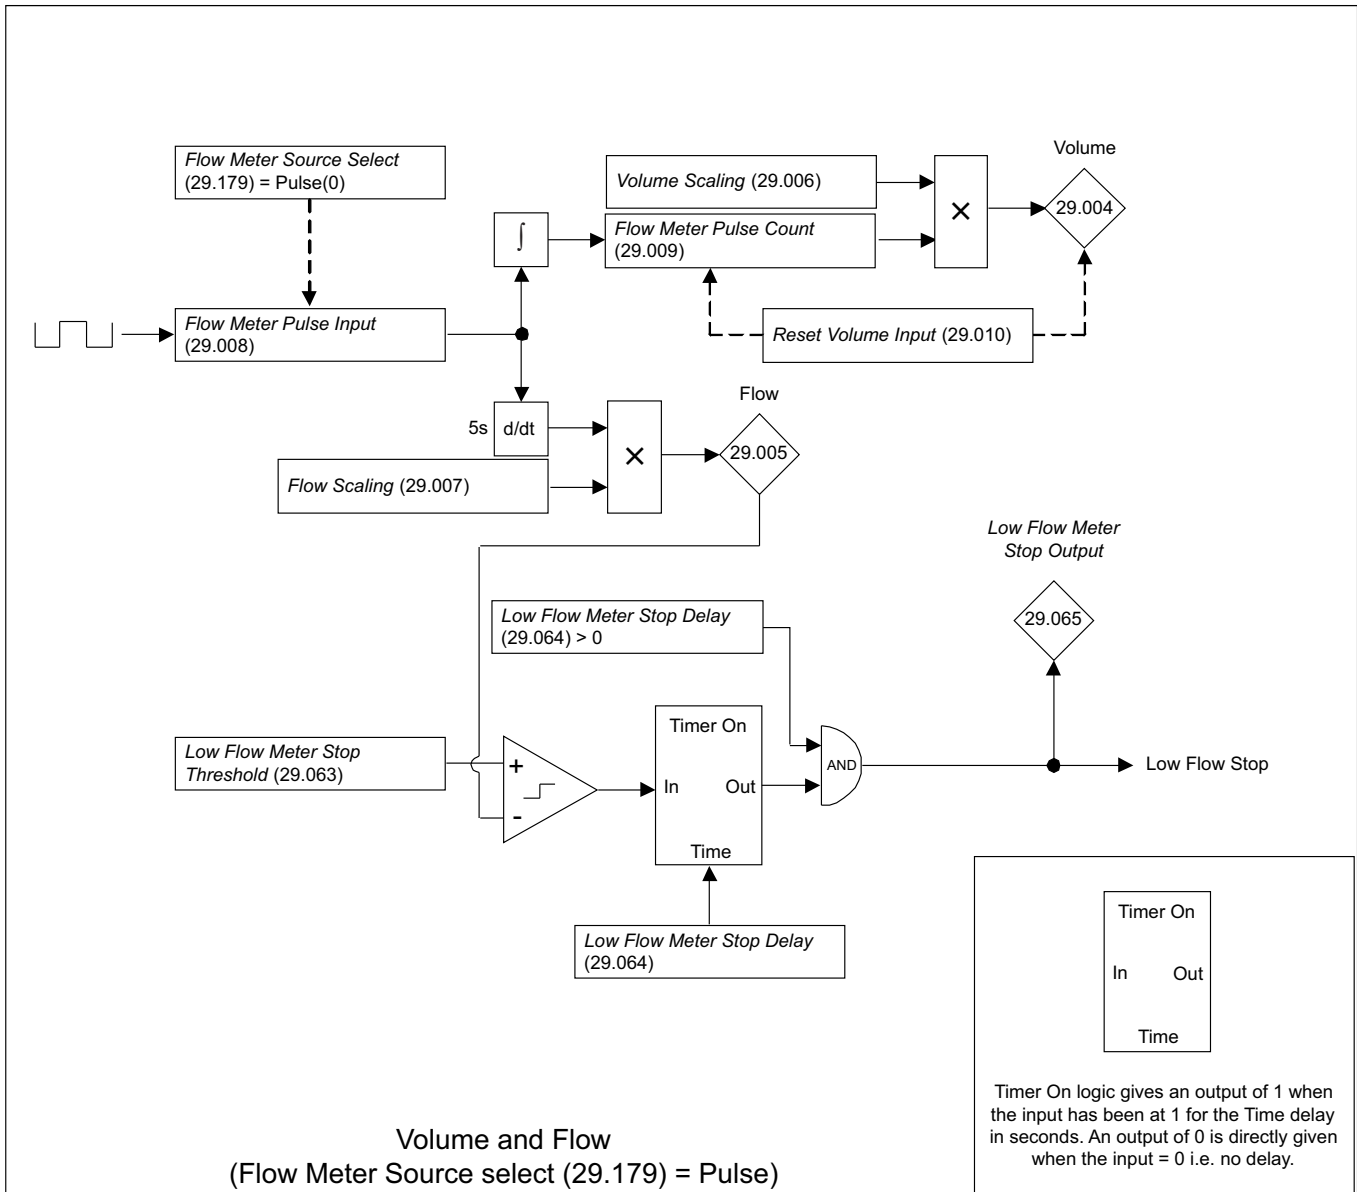 Flow Meter Source Select
(29.179) = Pulse(0)
Volume Scaling (29.006)
Volume
29.004
×
∫
Flow Meter Pulse Count
(29.009)
Flow Meter Pulse Input
(29.008)
Reset Volume Input (29.010)
Flow
5s
d/dt
×
29.005
Flow Scaling (29.007)
Low Flow Meter
Stop Output
29.065
Low Flow Meter Stop Delay
(29.064) > 0
Timer On
Low Flow Meter Stop
Threshold (29.063)
+
-
In
Out
Time
AND
Low Flow Stop
Low Flow Meter Stop Delay
(29.064)
Timer On
In
Out
Time
Timer On logic gives an output of 1 when
the input has been at 1 for the Time delay
in seconds. An output of 0 is directly given
when the input = 0 i.e. no delay.
Volume and Flow
(Flow Meter Source select (29.179) = Pulse)